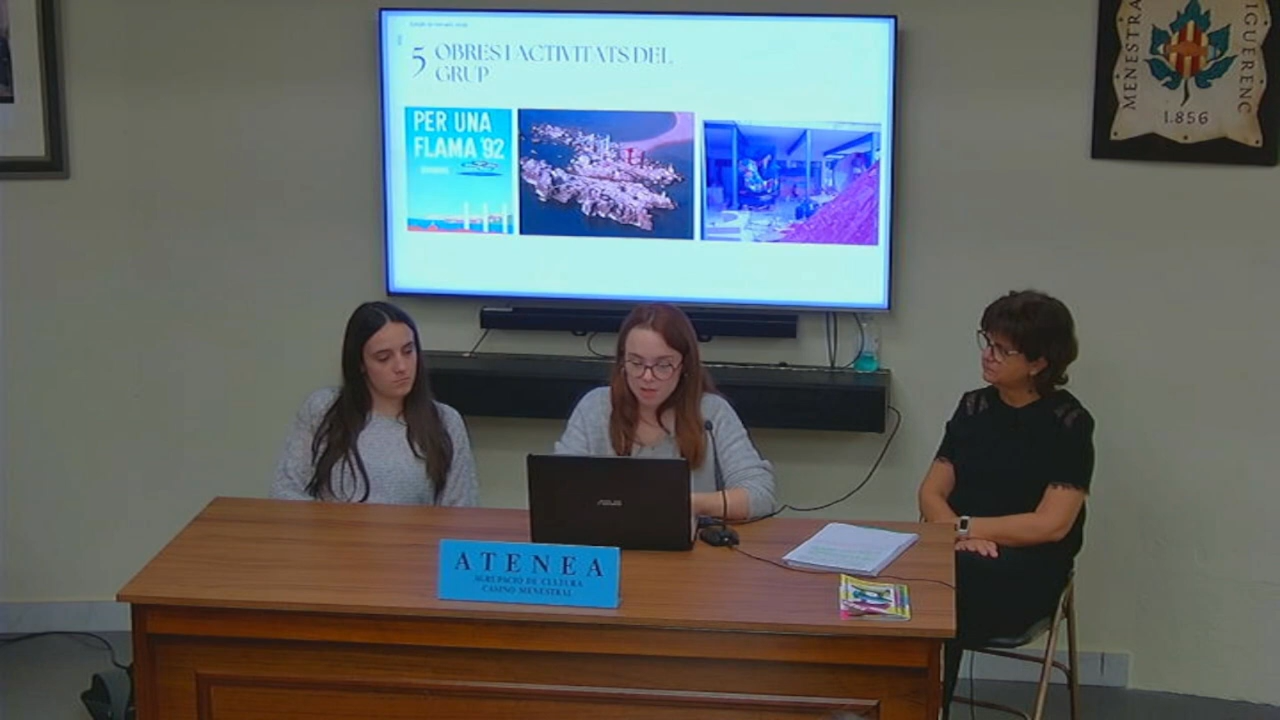 5 OBRES I ACTIVITATS DEL
GRUP
PER UNA
FLAMA '92
MENESTRA
IGUERENC
1.856
ASUS
ATENEA
AGRUPACIÓ DE CULTURA
CASINO MENESTRAL